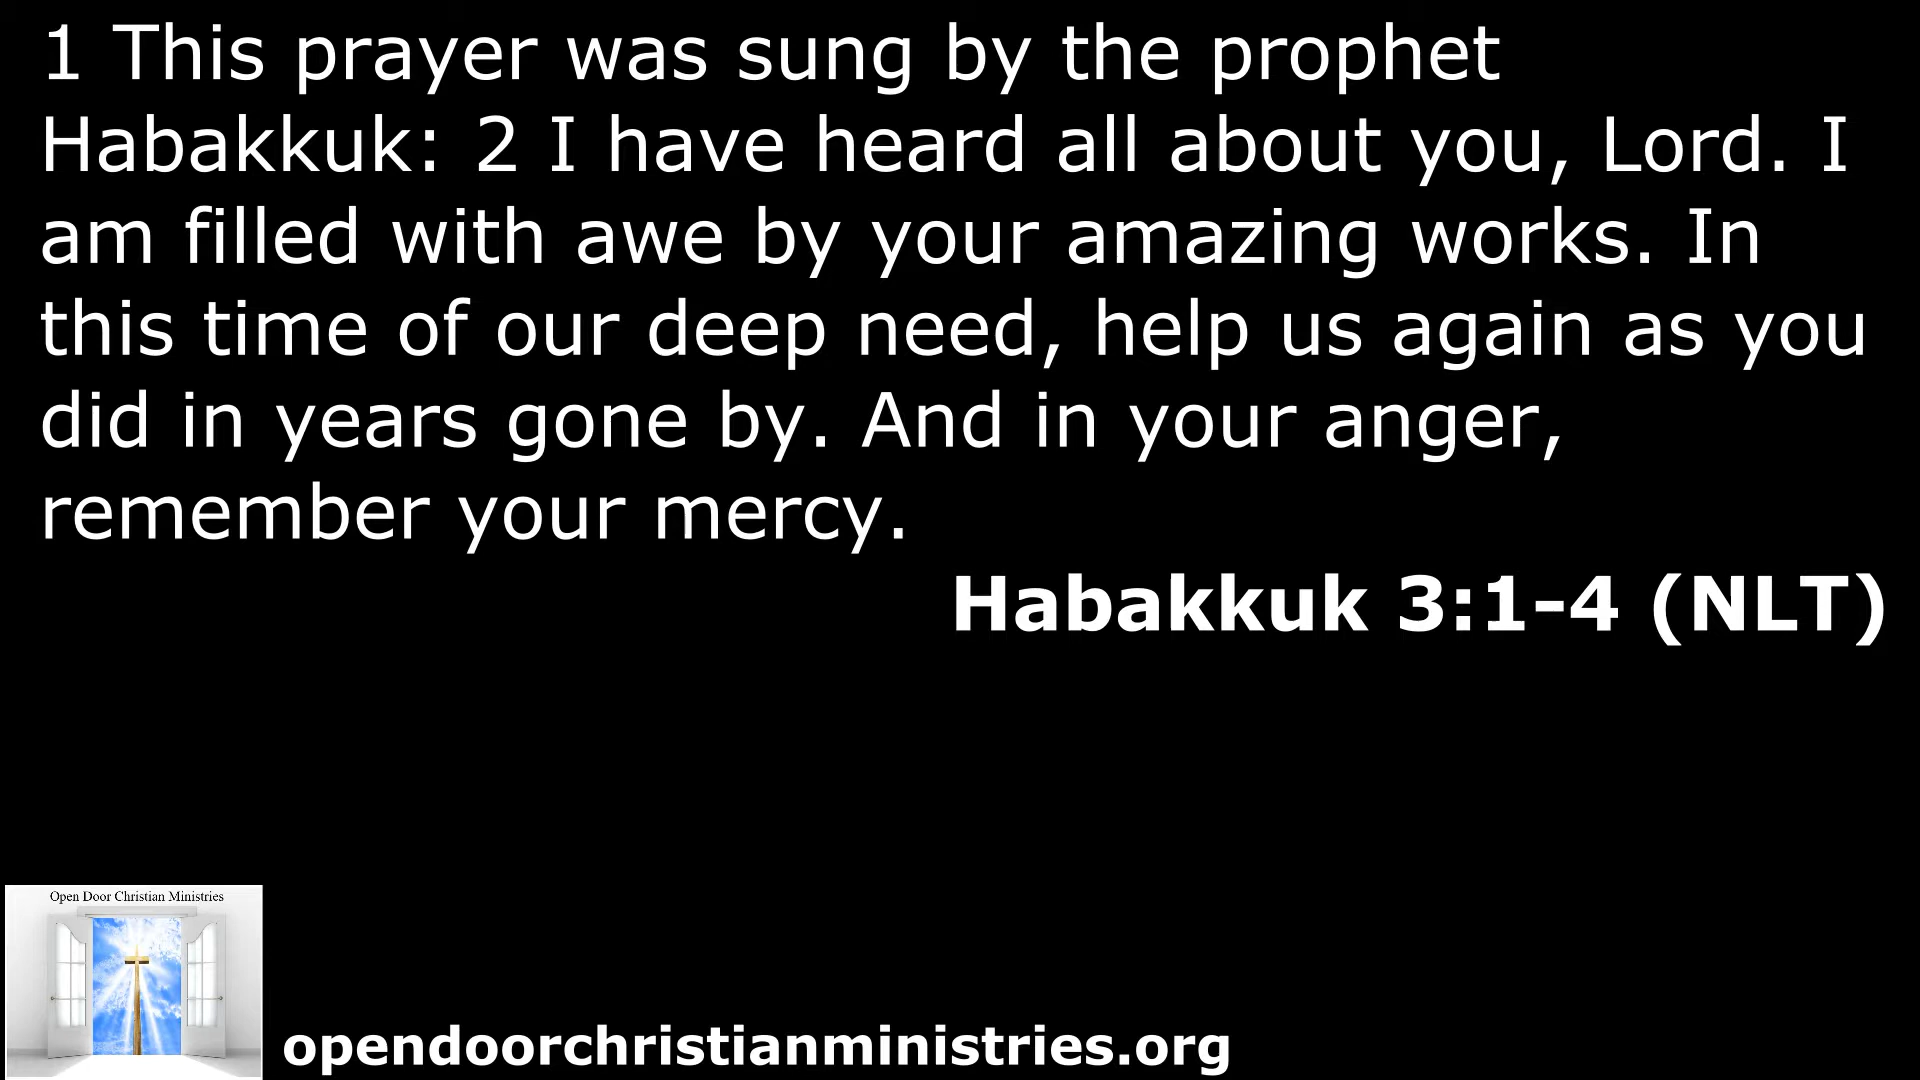 1 This prayer was sung by the prophet
Habakkuk: 2 I have heard all about you, Lord. I
am filled with awe by your amazing works. In
this time of our deep need, help us again as you
did in years gone by. And in your anger,
remember your mercy.
Habakkuk 3:1-4 (NLT)
Open Door Christian Ministries
opendoorchristianministries.org